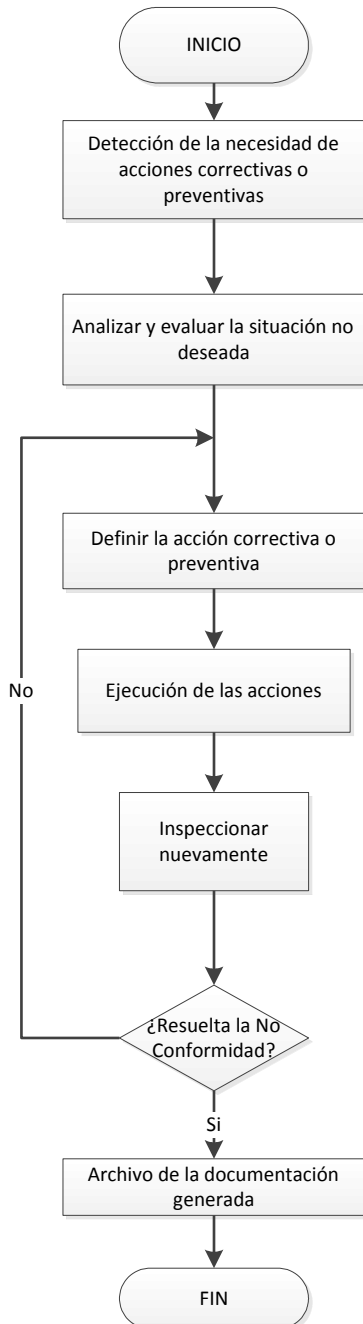 INICIO
Detección de la necesidad de
acciones correctivas o
preventivas
Analizar y evaluar la situación no
deseada
Definir la acción correctiva o
preventiva
No
Ejecución de las acciones
Inspeccionar
nuevamente
¿Resuelta la No
Conformidad?
Si
Archivo de la documentación
generada
FIN